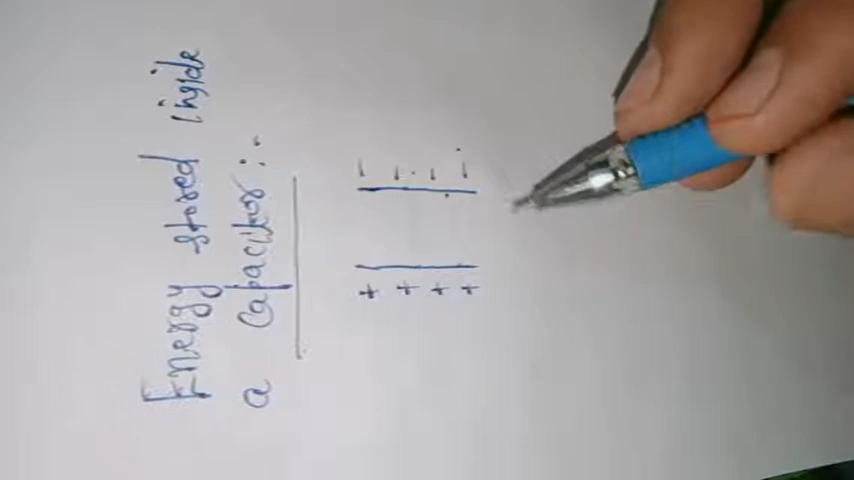 Energy stored inside
a Capacitor :-
- - - -
+ + + +